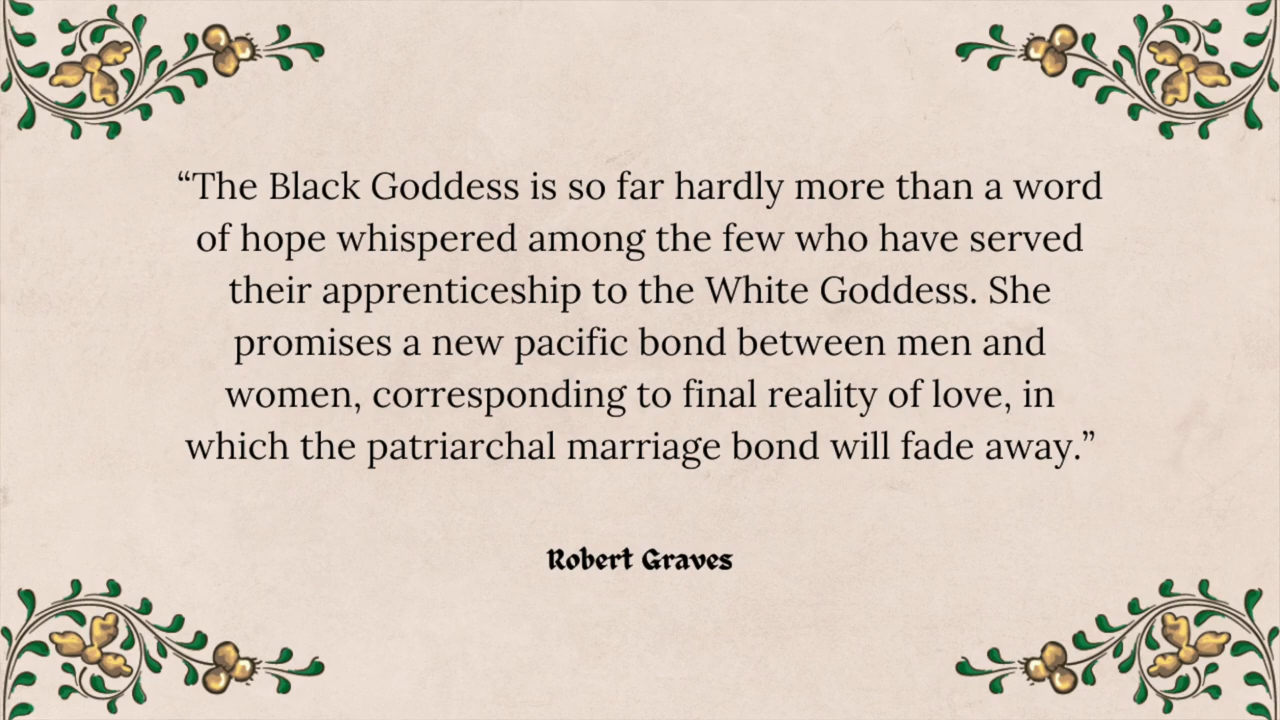 “The Black Goddess is so far hardly more than a word
of hope whispered among the few who have served
their apprenticeship to the White Goddess. She
promises a new pacific bond between men and
women, corresponding to final reality of love, in
which the patriarchal marriage bond will fade away.”
Robert Graves